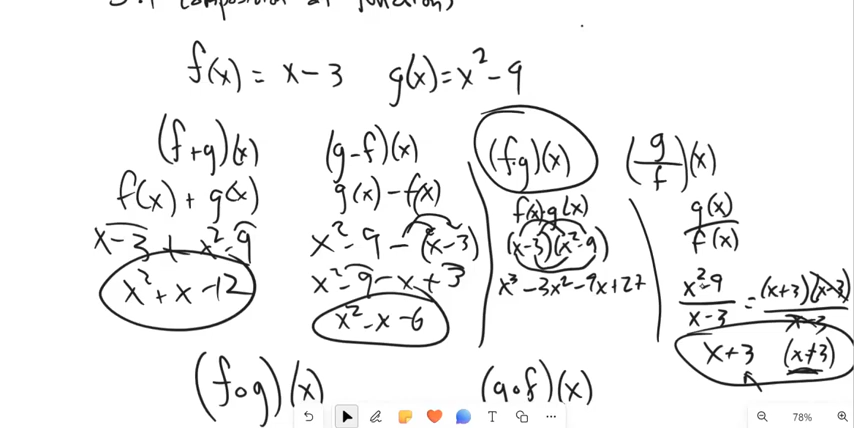 f(x) = x - 3   g(x) = x² - 9
(f+g)(x)
f(x) + g(x)
x-3 + x²-9
x² + x - 12
(g-f)(x)
g(x) - f(x)
x² - 9 - (x-3)
x² - 9 - x + 3
x² - x - 6
(f·g)(x)
f(x)·g(x)
(x-3)(x²-9)
x³ - 3x² - 9x + 27
(g/f)(x)
g(x)/f(x)
x²-9/x-3 = (x+3)(x-3)/x-3
x+3 (x≠3)
(f∘g)(x)
(g∘f)(x)
T
78%